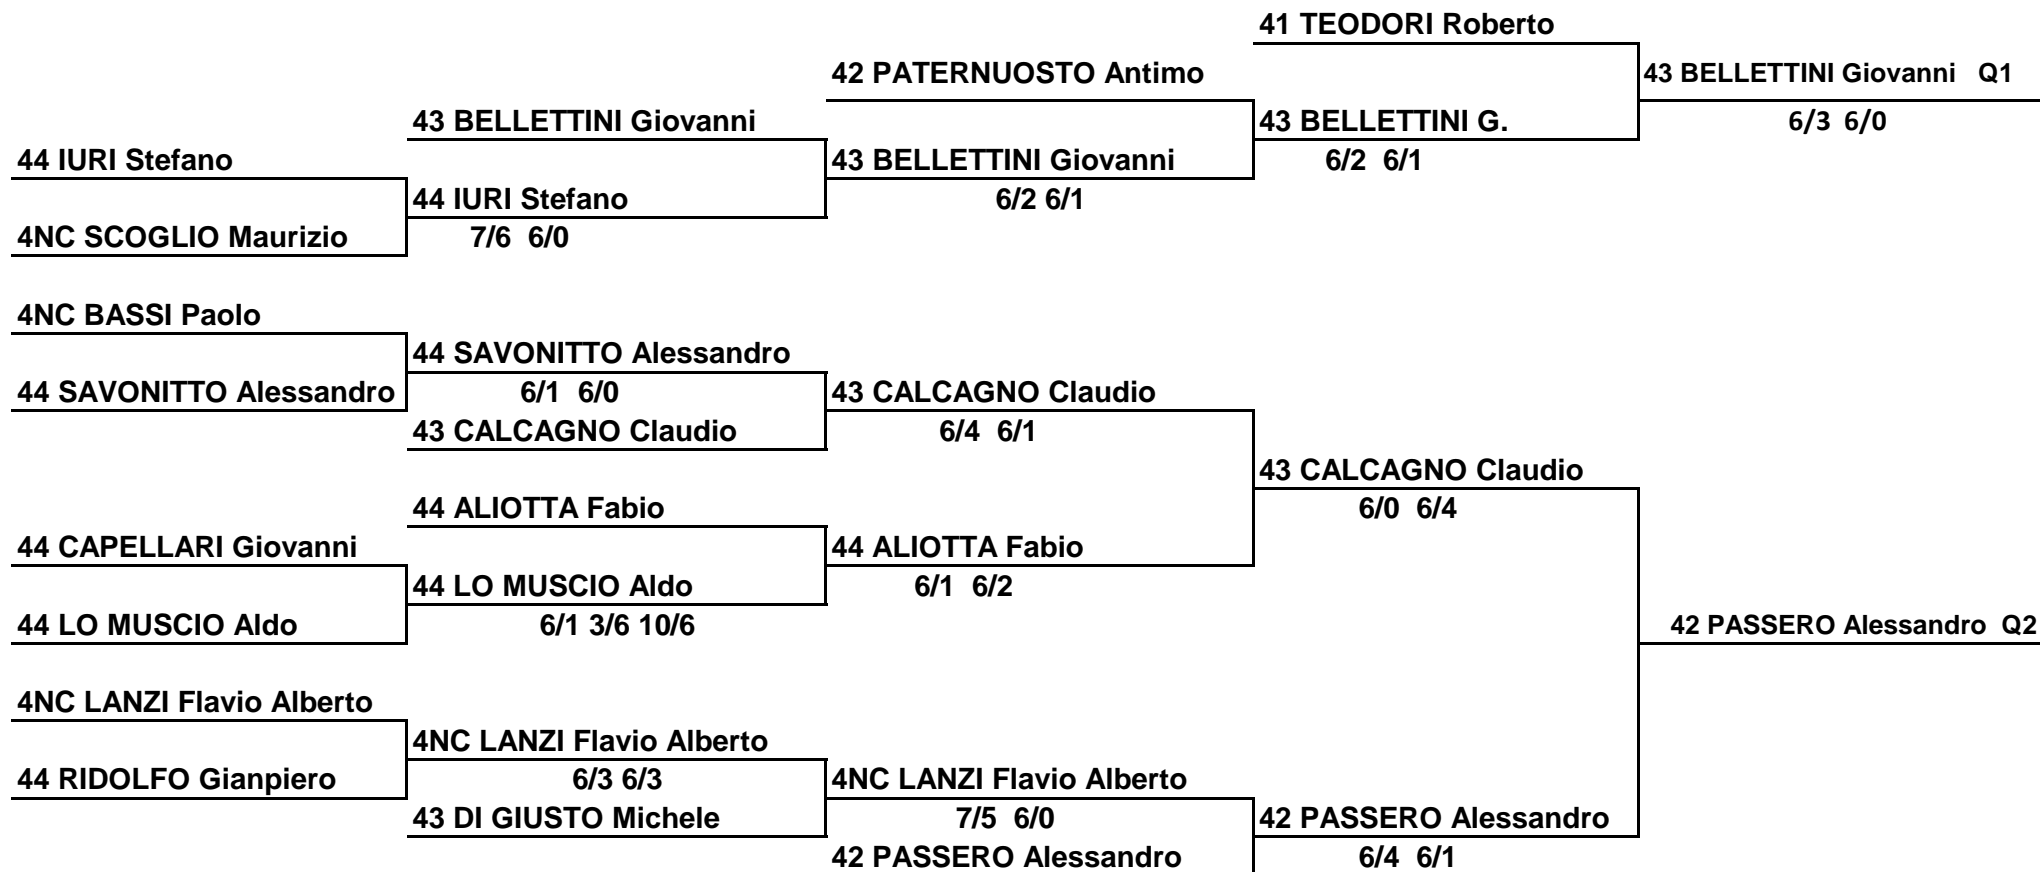 41 TEODORI Roberto
42 PATERNUOSTO Antimo
43 BELLETTINI Giovanni Q1
43 BELLETTINI Giovanni
43 BELLETTINI G.
6/3 6/0
44 IURI Stefano
43 BELLETTINI Giovanni
6/2 6/1
44 IURI Stefano
6/2 6/1
4NC SCOGLIO Maurizio
7/6 6/0
4NC BASSI Paolo
44 SAVONITTO Alessandro
44 SAVONITTO Alessandro
6/1 6/0
43 CALCAGNO Claudio
43 CALCAGNO Claudio
6/4 6/1
43 CALCAGNO Claudio
44 ALIOTTA Fabio
6/0 6/4
44 CAPELLARI Giovanni
44 ALIOTTA Fabio
44 LO MUSCIO Aldo
6/1 6/2
44 LO MUSCIO Aldo
6/1 3/6 10/6
42 PASSERO Alessandro Q2
4NC LANZI Flavio Alberto
4NC LANZI Flavio Alberto
44 RIDOLFO Gianpiero
6/3 6/3
4NC LANZI Flavio Alberto
43 DI GIUSTO Michele
7/5 6/0
42 PASSERO Alessandro
42 PASSERO Alessandro
6/4 6/1